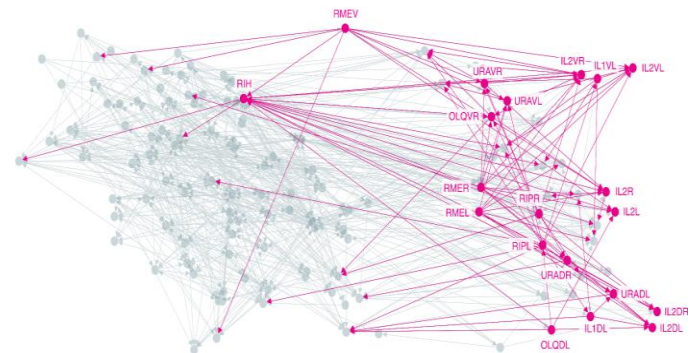 RMEV
IL2VR
IL1VL
IL2VL
RIH
URAVR
URAVL
OLQVR
RMER
RIPR
IL2R
RMEL
IL2L
RIPL
URADR
URADL
IL2DR
IL1DL
IL2DL
OLQDL